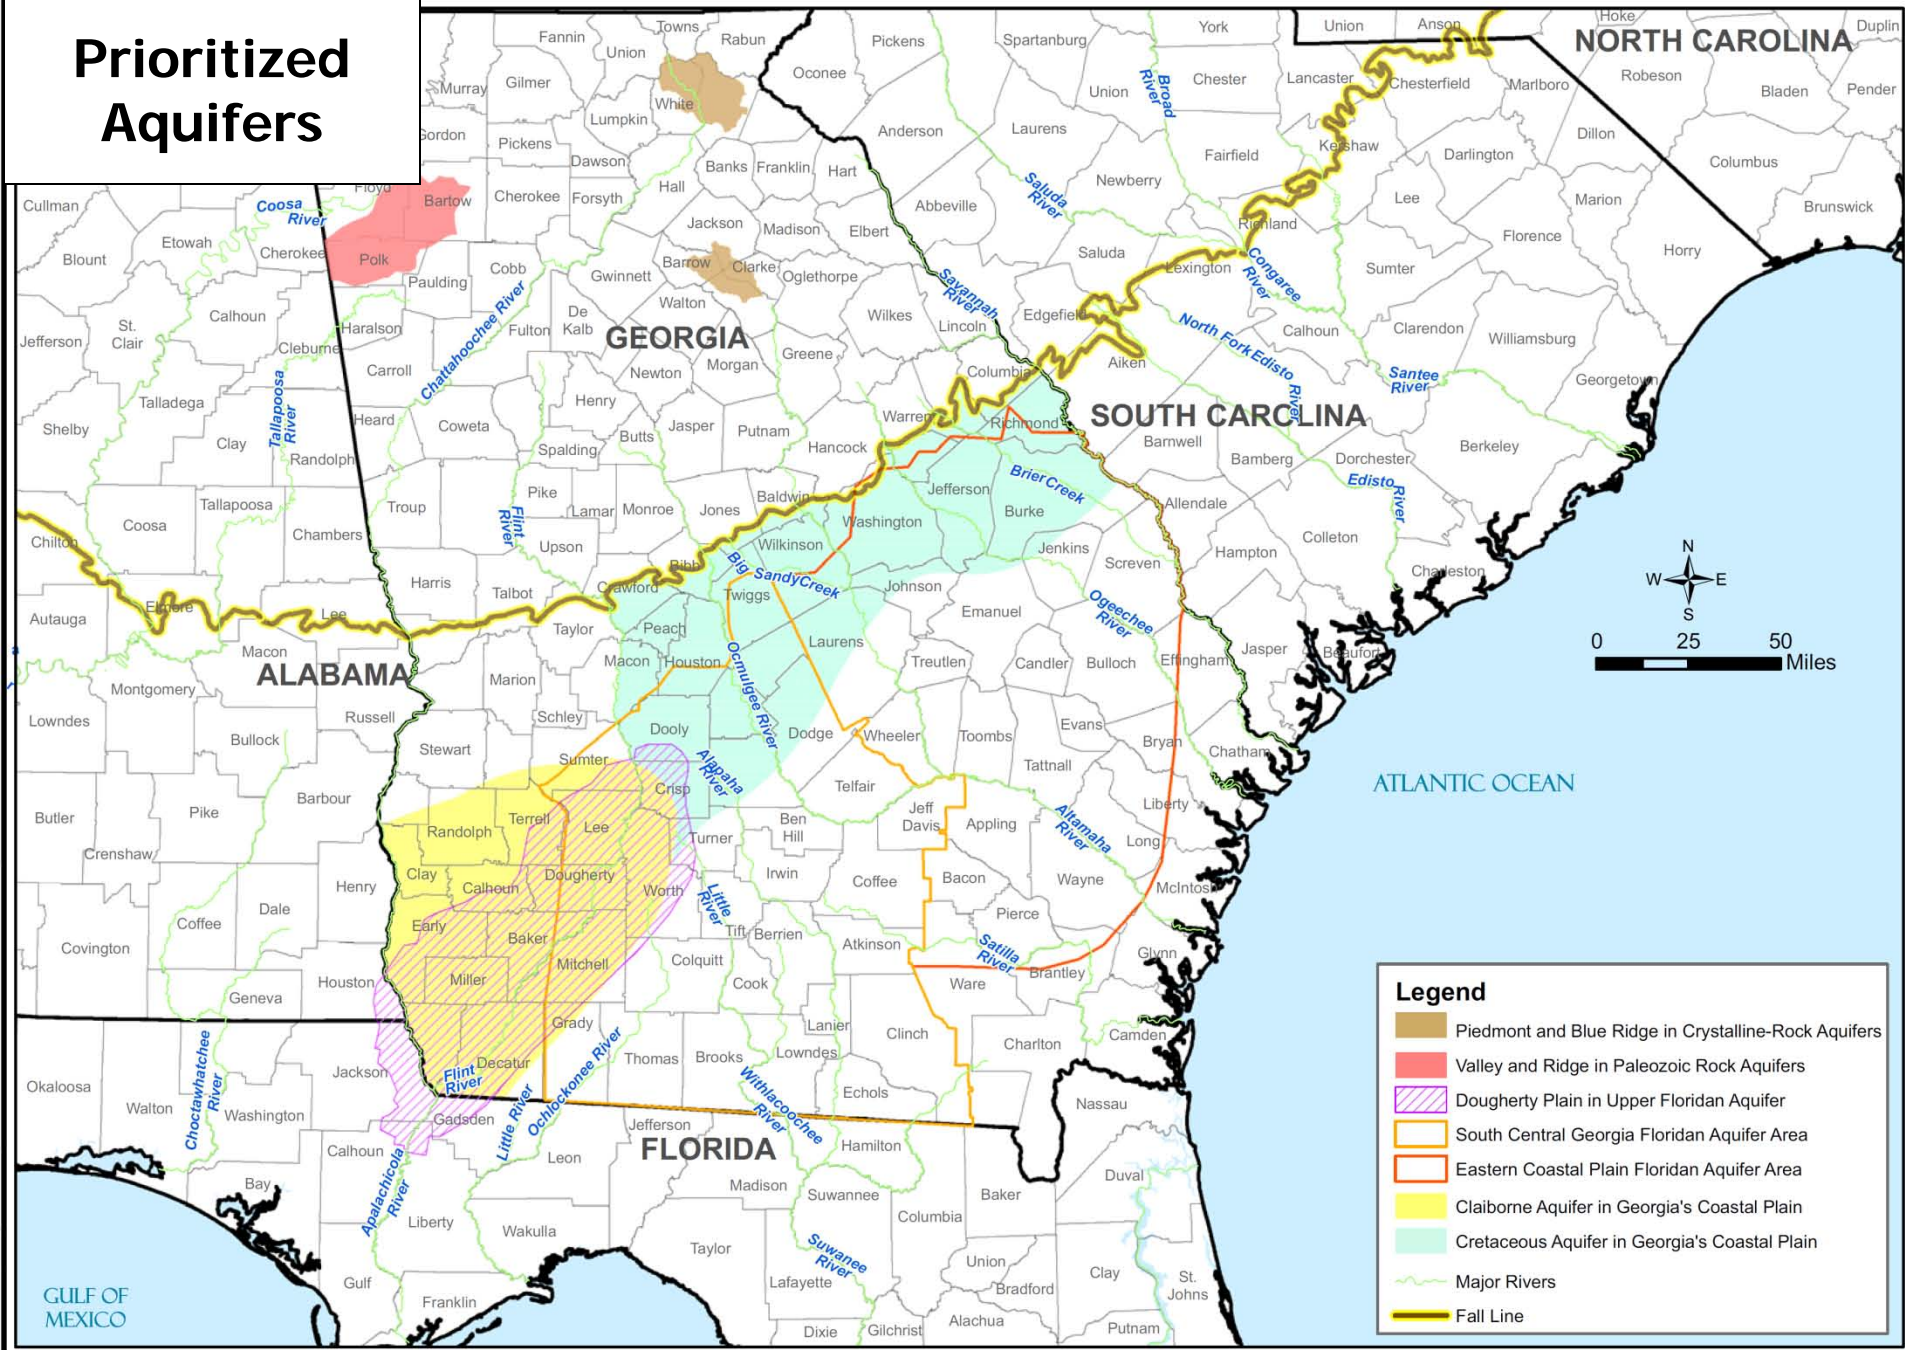 Prioritized
Aquifers
Fannin
Union
Towns
Rabun
Murray
Gilmer
White
Lumpkin
Gordon
Pickens
Dawson
Banks
Franklin
Hart
Floyd
Bartow
Cherokee
Forsyth
Hall
Jackson
Madison
Elbert
Polk
Paulding
Cobb
Gwinnett
Barrow
Clarke
Oglethorpe
Walton
Haralson
Fulton
De
Kalb
GEORGIA
Wilkes
Lincoln
Carroll
Newton
Morgan
Greene
Columbia
Heard
Coweta
Henry
Butts
Jasper
Putnam
Hancock
Warren
Richmond
Spalding
Troup
Pike
Lamar
Monroe
Jones
Baldwin
Washington
Jefferson
Burke
Upson
Bibb
Wilkinson
Jenkins
Screven
Harris
Talbot
Crawford
Twiggs
Johnson
Emanuel
Taylor
Peach
Laurens
Macon
Houston
Treutlen
Candler
Bulloch
Effingham
Marion
Schley
Dooly
Dodge
Wheeler
Toombs
Evans
Bryan
Chatham
Stewart
Sumter
Crisp
Telfair
Tattnall
Randolph
Terrell
Lee
Turner
Ben
Hill
Jeff
Davis
Appling
Liberty
Long
Clay
Calhoun
Dougherty
Worth
Irwin
Coffee
Bacon
Wayne
McIntosh
Early
Baker
Tift
Berrien
Atkinson
Pierce
Miller
Mitchell
Colquitt
Cook
Ware
Brantley
Glynn
Grady
Lanier
Clinch
Decatur
Thomas
Brooks
Lowndes
Echols
Charlton
Camden
Cullman
Blount
Etowah
Cherokee
Jefferson
St.
Clair
Calhoun
Cleburne
Talladega
Shelby
Clay
Randolph
Coosa
Tallapoosa
Chambers
Chilton
Autauga
Elmore
Lee
Macon
ALABAMA
Montgomery
Lowndes
Russell
Bullock
Butler
Pike
Barbour
Crenshaw
Henry
Coffee
Dale
Covington
Geneva
Houston
Okaloosa
Walton
Washington
Jackson
Gadsden
Calhoun
Bay
Leon
Jefferson
FLORIDA
Madison
Hamilton
Suwannee
Columbia
Baker
Nassau
Duval
Liberty
Wakulla
Taylor
Gulf
Franklin
Lafayette
Union
Bradford
Clay
St.
Johns
Dixie
Gilchrist
Alachua
Putnam
Oconee
Pickens
Spartanburg
York
Union
Chester
Lancaster
Chesterfield
Marlboro
Anderson
Laurens
Fairfield
Kershaw
Darlington
Dillon
Abbeville
Newberry
Lee
Marion
Saluda
Richland
Florence
Horry
Lexington
Sumter
Edgefield
Calhoun
Clarendon
Williamsburg
Aiken
Georgetown
SOUTH CAROLINA
Barnwell
Bamberg
Dorchester
Berkeley
Allendale
Colleton
Hampton
Charleston
Jasper
Beaufort
Union
Anson
Hoke
Duplin
NORTH CAROLINA
Robeson
Bladen
Pender
Columbus
Brunswick
Coosa
River
Tallapoosa
River
Chattahoochee River
Flint
River
Savannah
River
Saluda
River
Broad
River
Congaree
River
North Fork Edisto River
Santee
River
Edisto
River
Brier Creek
Big Sandy Creek
Ogeechee
River
Ocmulgee River
Alapaha
River
Altamaha
River
Little
River
Satilla
River
Flint
River
Little River
Ochlockonee River
Withlacoochee
River
Choctawhatchee
River
Apalachicola
River
Suwanee
River
ATLANTIC OCEAN
GULF OF
MEXICO
N
W
E
S
0
25
50
Miles
Legend
Piedmont and Blue Ridge in Crystalline-Rock Aquifers
Valley and Ridge in Paleozoic Rock Aquifers
Dougherty Plain in Upper Floridan Aquifer
South Central Georgia Floridan Aquifer Area
Eastern Coastal Plain Floridan Aquifer Area
Claiborne Aquifer in Georgia's Coastal Plain
Cretaceous Aquifer in Georgia's Coastal Plain
Major Rivers
Fall Line